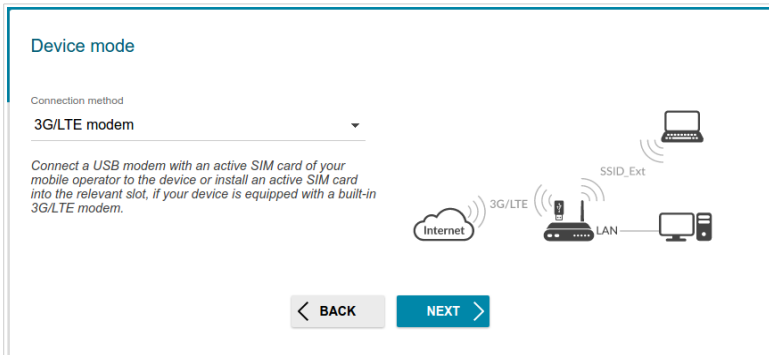 Device mode
Connection method
3G/LTE modem
Connect a USB modem with an active SIM card of your
mobile operator to the device or install an active SIM card
into the relevant slot, if your device is equipped with a built-in
3G/LTE modem.
SSID_Ext
3G/LTE
Internet
LAN
BACK
NEXT